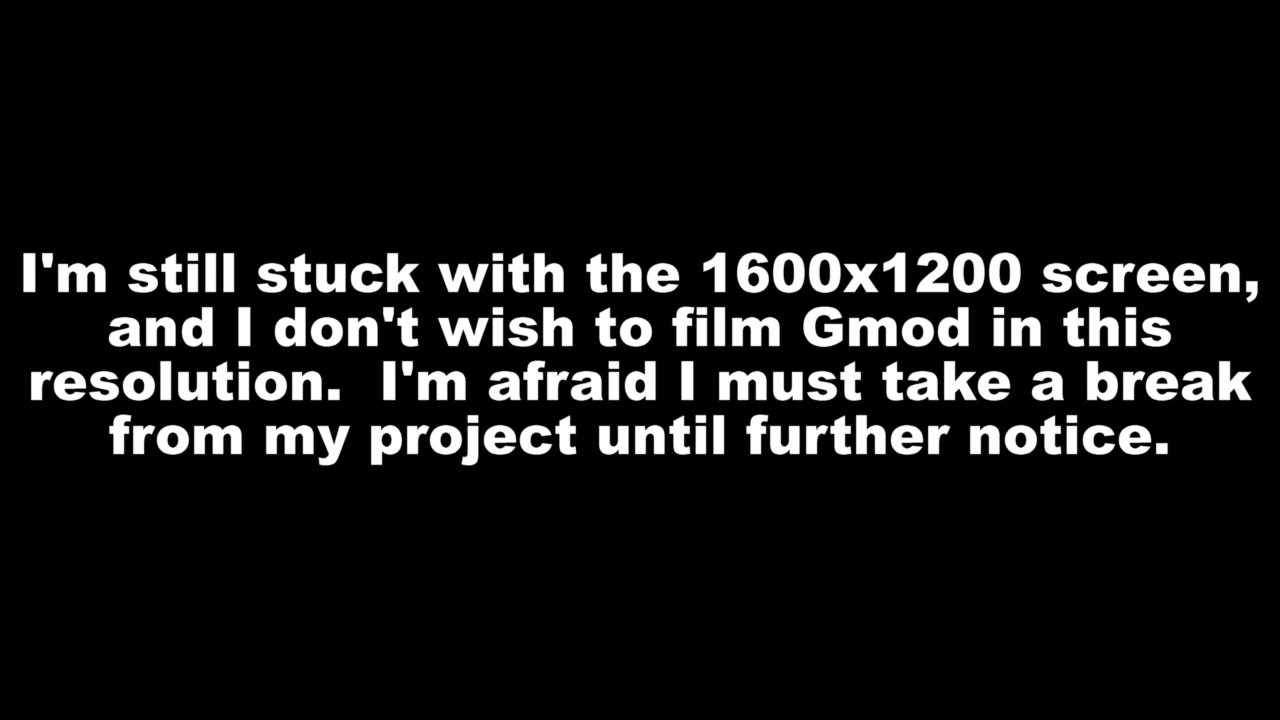 I'm still stuck with the 1600x1200 screen,
and I don't wish to film Gmod in this
resolution.  I'm afraid I must take a break
from my project until further notice.